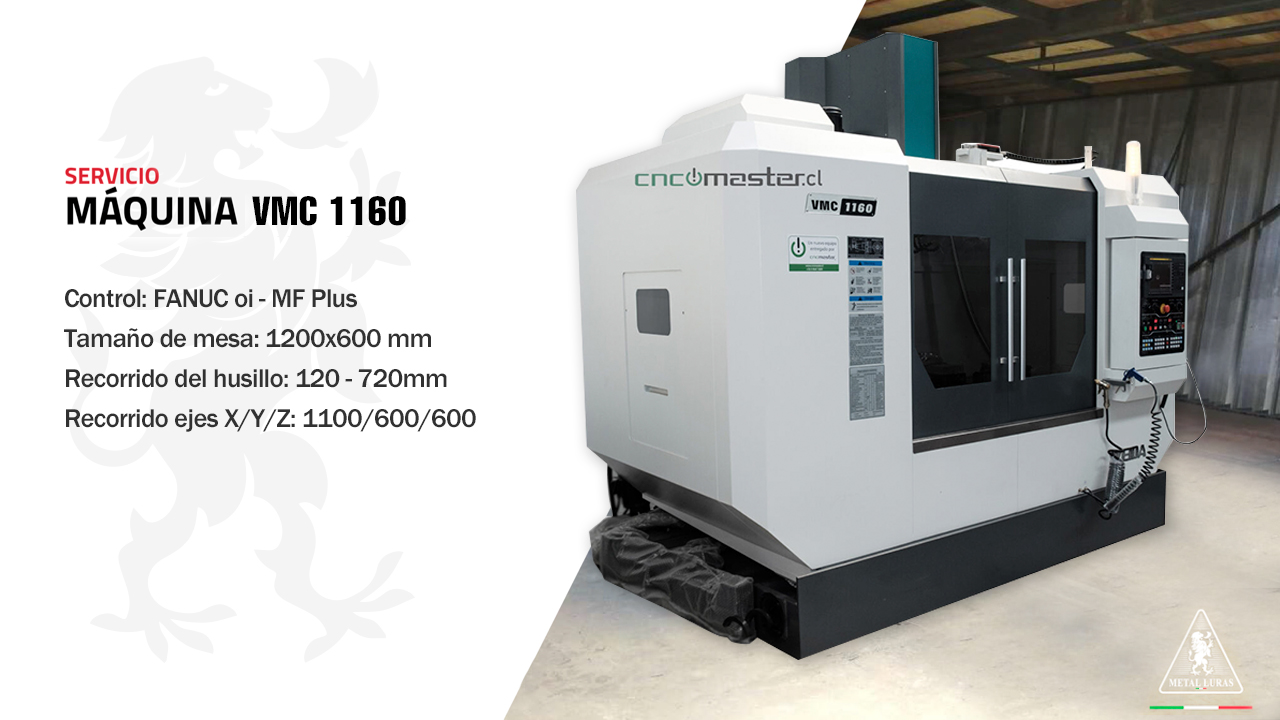 SERVICIO
MÁQUINA VMC 1160
Control: FANUC oi - MF Plus
Tamaño de mesa: 1200x600 mm
Recorrido del husillo: 120 - 720mm
Recorrido ejes X/Y/Z: 1100/600/600
cncmaster.cl
VMC 1160
METAL LURAS